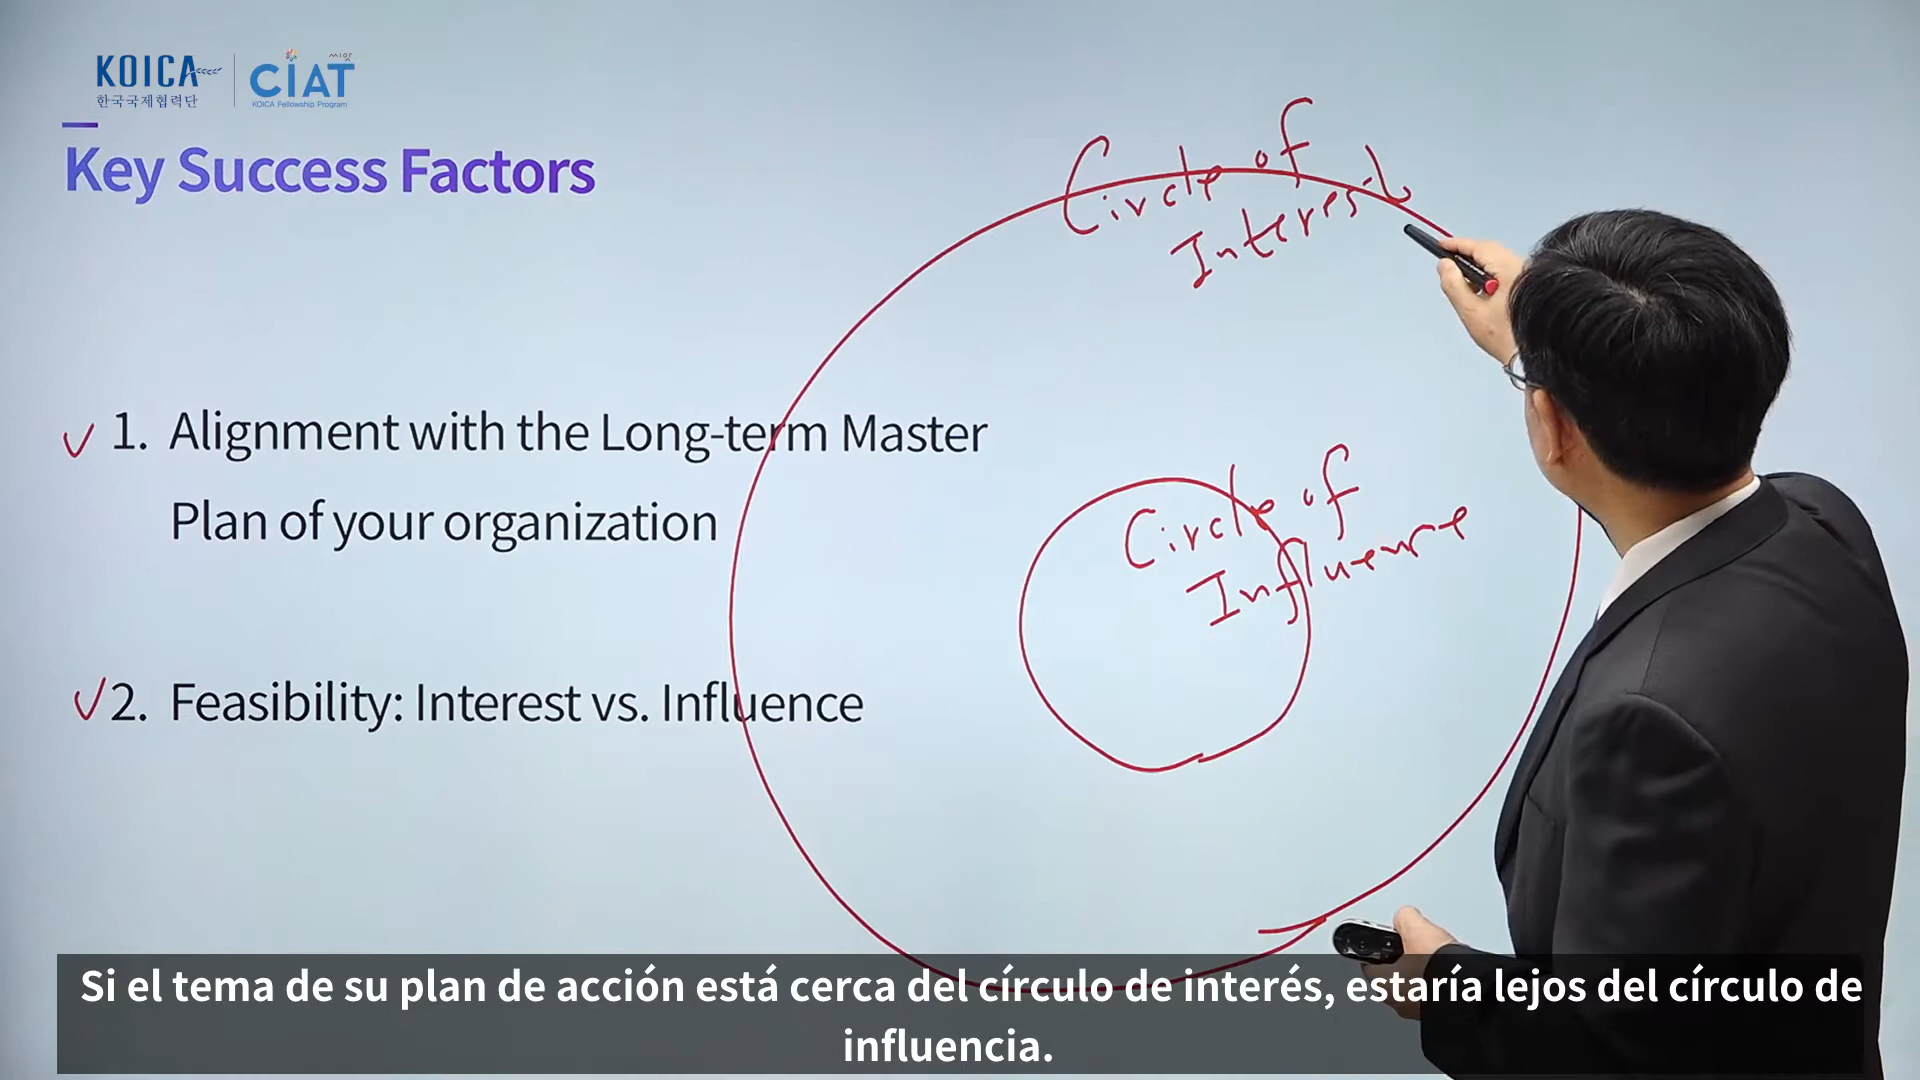 KOICA
한국국제협력단
씨앗
CIAT
KOICA Fellowship Program
Key Success Factors
Circle of
Interest
1. Alignment with the Long-term Master
Plan of your organization
Circle of
Influence
2. Feasibility: Interest vs. Influence
Si el tema de su plan de acción está cerca del círculo de interés, estaría lejos del círculo de
influencia.